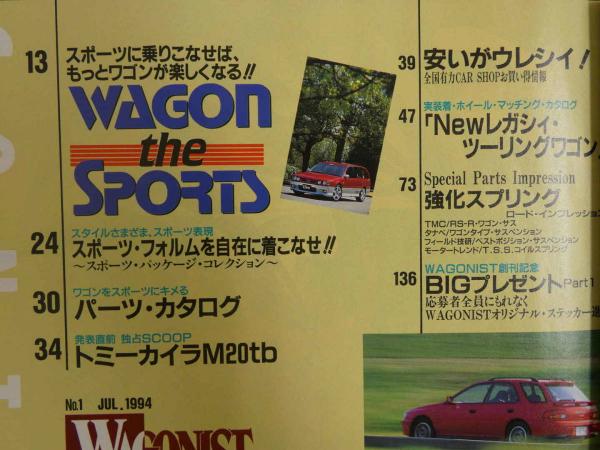 13
スポーツに乗りこなせば、
もっとワゴンが楽しくなる!!
WAGON
the
SPORTS
24
スタイルさまざま、スポーツ表現
スポーツ・フォルムを自在に着こなせ!!
〜スポーツ・パッケージ・コレクション〜
30
ワゴンをスポーツにキメる
パーツ・カタログ
34
発表直前 独占SCOOP
トミーカイラM20tb
No.1 JUL.1994
WAGONIST
39
安いがウレシイ!
全国有力CAR SHOPお買い得情報
47
実装着・ホイール・マッチング・カタログ
「Newレガシィ・
ツーリングワゴン」
73
Special Parts Impression
強化スプリング
ロード・インプレッション
TMC/RS-R・ワゴン・サス
タナベ/ワゴンタイプ・サスペンション
フィールド技研/ベストポジション・サスペンション
モータートレンド/T.S.S.コイルスプリング
136
WAGONIST創刊記念
BIGプレゼント Part 1
応募者全員にもれなく
WAGONISTオリジナル・ステッカー進